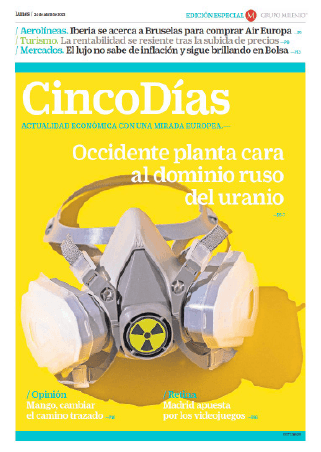 LUNES
EDICIÓN ESPECIAL M GRUPO MILENIO
/ Aerolíneas. Iberia se acerca a Bruselas para comprar Air Europa
/ Turismo. La rentabilidad se resiente tras la subida de precios
/ Mercados. El lujo no sabe de inflación y sigue brillando en Bolsa
CincoDías
ACTUALIDAD ECONÓMICA CON UNA MIRADA EUROPEA
Occidente planta cara
al dominio ruso
del uranio
/ Opinión
Mango, cambiar
el camino trazado
Madrid apuesta
por los videojuegos